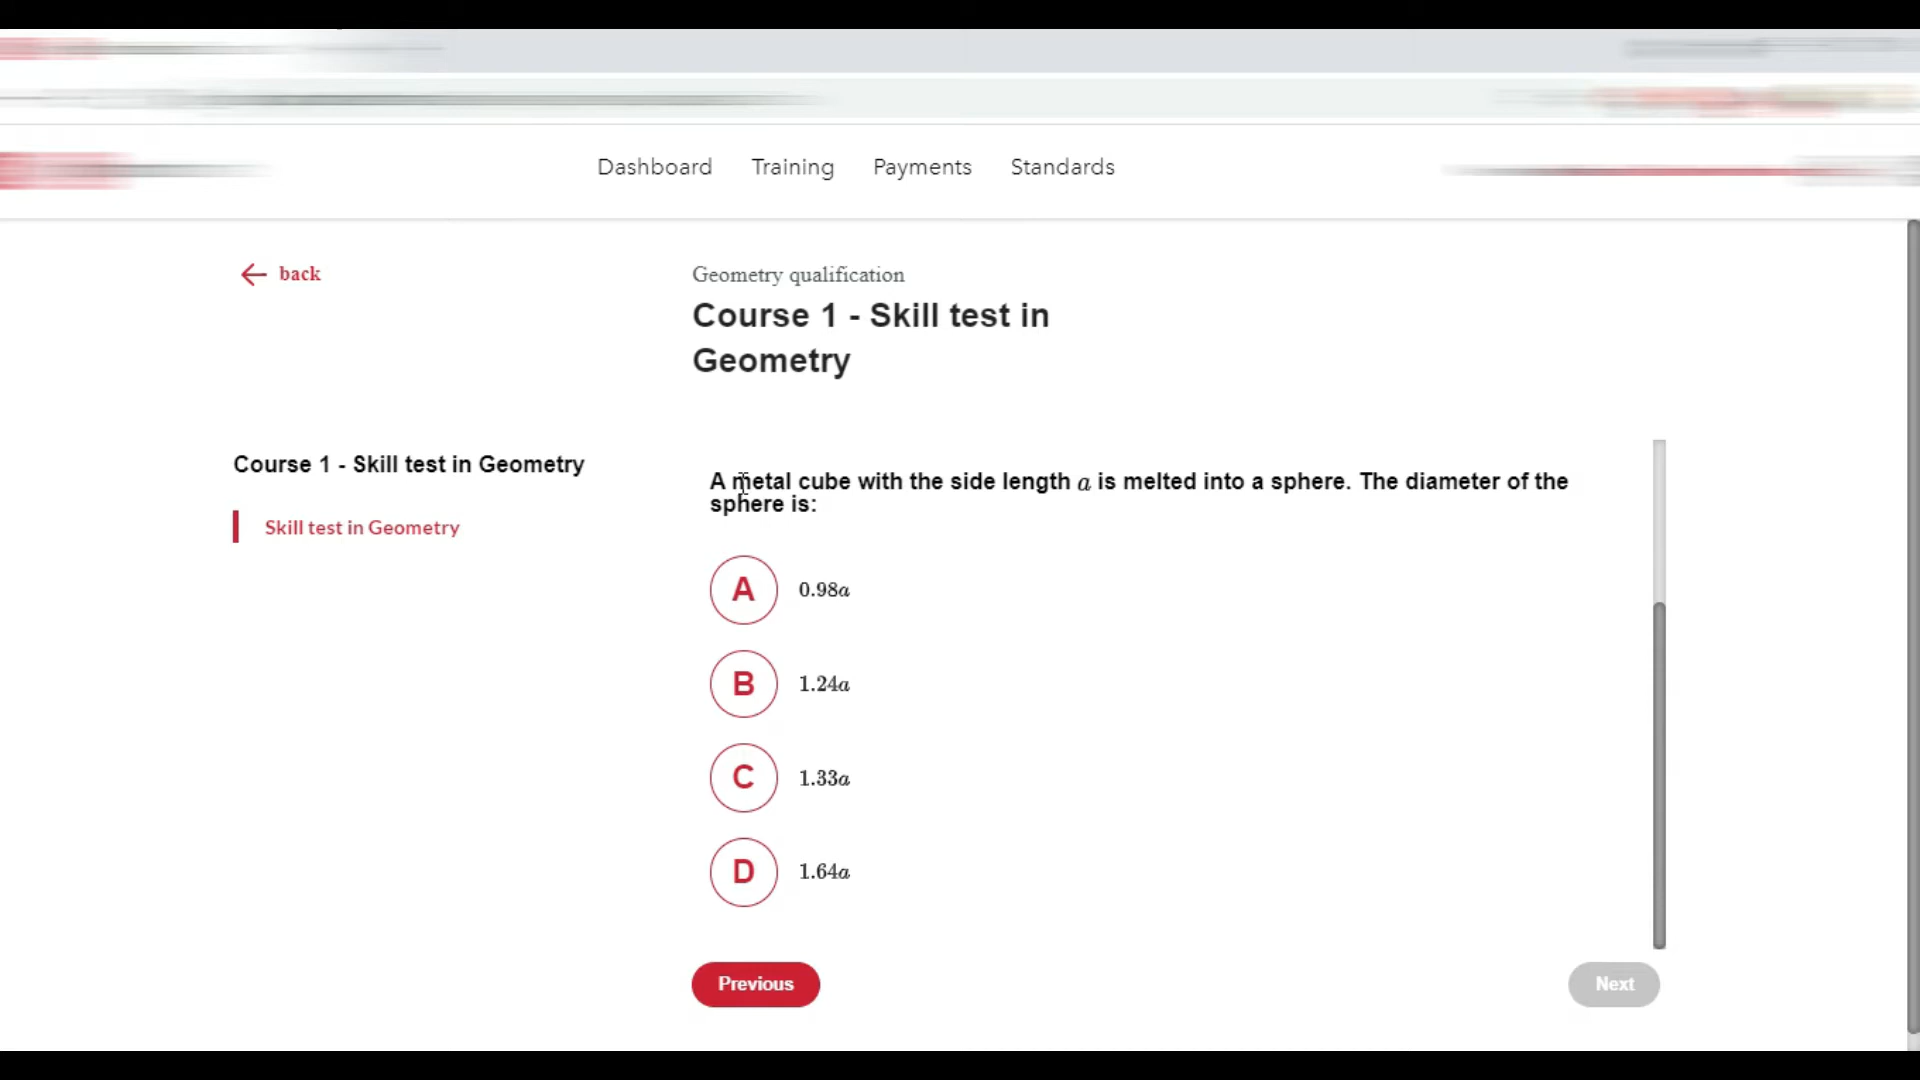 Dashboard Training Payments Standards
back
Geometry qualification
Course 1 - Skill test in
Geometry
Course 1 - Skill test in Geometry
Skill test in Geometry
A metal cube with the side length a is melted into a sphere. The diameter of the
sphere is:
A 0.98a
B 1.24a
C 1.33a
D 1.64a
Previous
Next